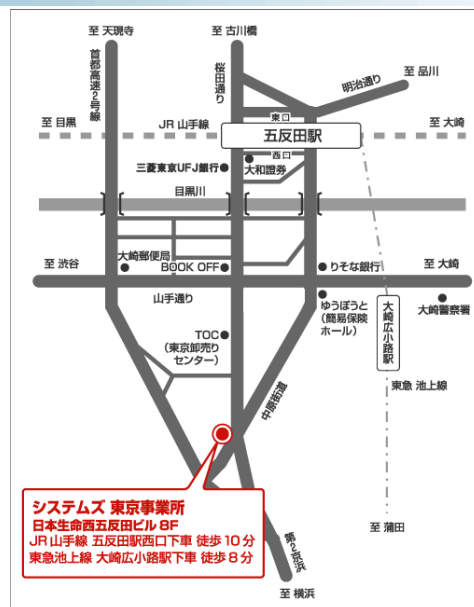 至 天現寺
至 古川橋
首都高速2号線
桜田通り
至 品川
明治通り
至 目黒
JR 山手線
東口
至 大崎
五反田駅
西口
三菱東京UFJ銀行
大和證券
目黒川
大崎郵便局
至 渋谷
BOOK OFF
りそな銀行
至 大崎
山手通り
ゆうぽうと
(簡易保険
ホール)
大崎広小路駅
大崎警察署
TOC
(東京卸売り
センター)
中原街道
東急 池上線
システムズ 東京事業所
日本生命西五反田ビル 8F
JR 山手線 五反田駅西口下車 徒歩 10 分
東急池上線 大崎広小路駅下車 徒歩 8 分
第2京浜
至 蒲田
至 横浜